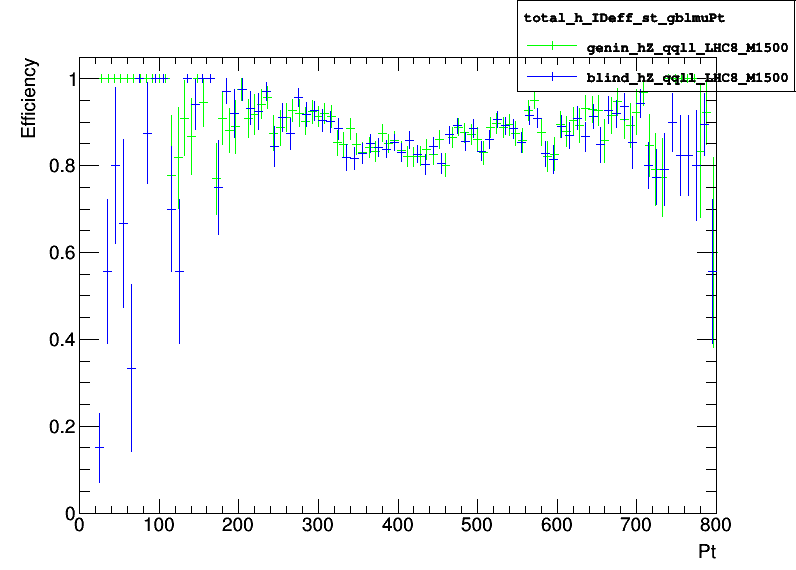 total_h_IDeff_st_gblmuPt
genin_hZ_qqll_LHC8_M1500
blind_hZ_qqll_LHC8_M1500
Efficiency
1
0.8
0.6
0.4
0.2
0
0 100 200 300 400 500 600 700 800
Pt